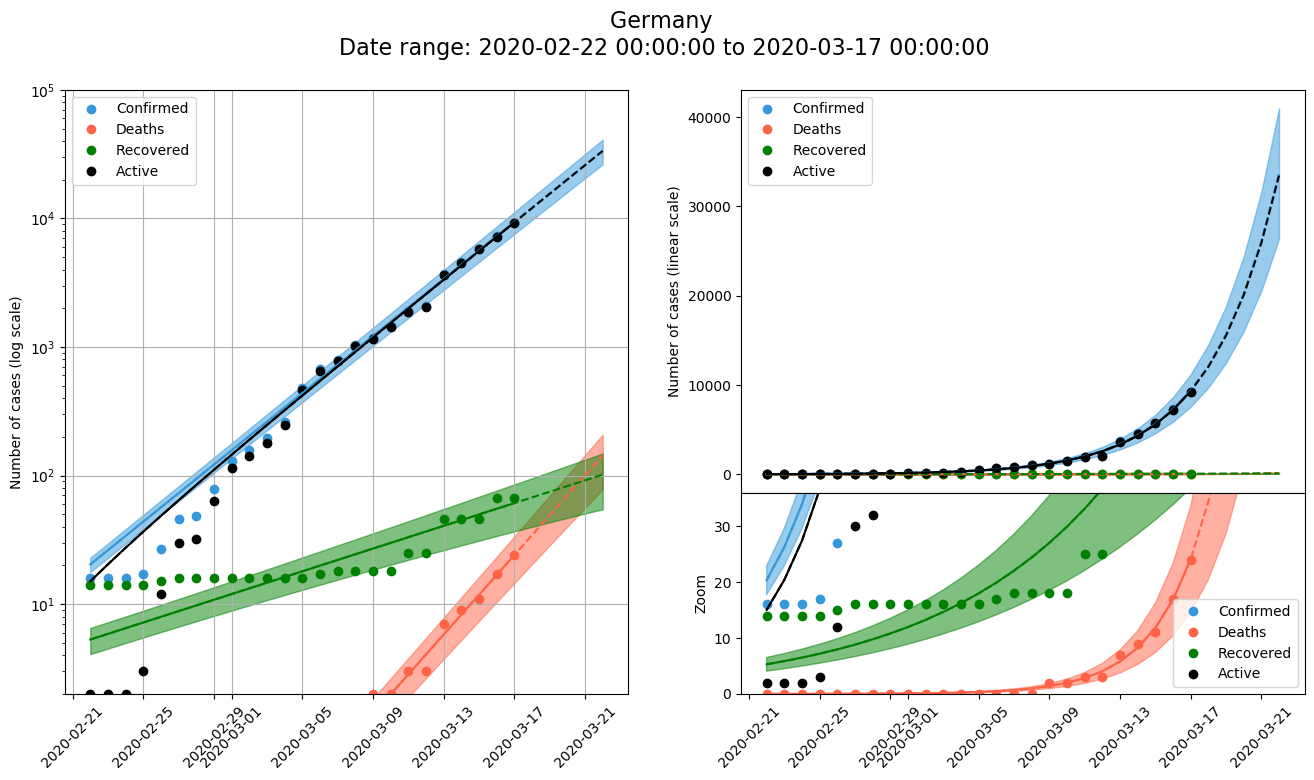 Germany
Date range: 2020-02-22 00:00:00 to 2020-03-17 00:00:00
Number of cases (log scale)
10^5
10^4
10^3
10^2
10^1
Confirmed
Deaths
Recovered
Active
2020-02-21
2020-02-25
2020-02-29
2020-03-01
2020-03-05
2020-03-09
2020-03-13
2020-03-17
2020-03-21
Number of cases (linear scale)
40000
30000
20000
10000
0
Confirmed
Deaths
Recovered
Active
Zoom
30
20
10
0
Confirmed
Deaths
Recovered
Active
2020-02-21
2020-02-25
2020-02-29
2020-03-01
2020-03-05
2020-03-09
2020-03-13
2020-03-17
2020-03-21